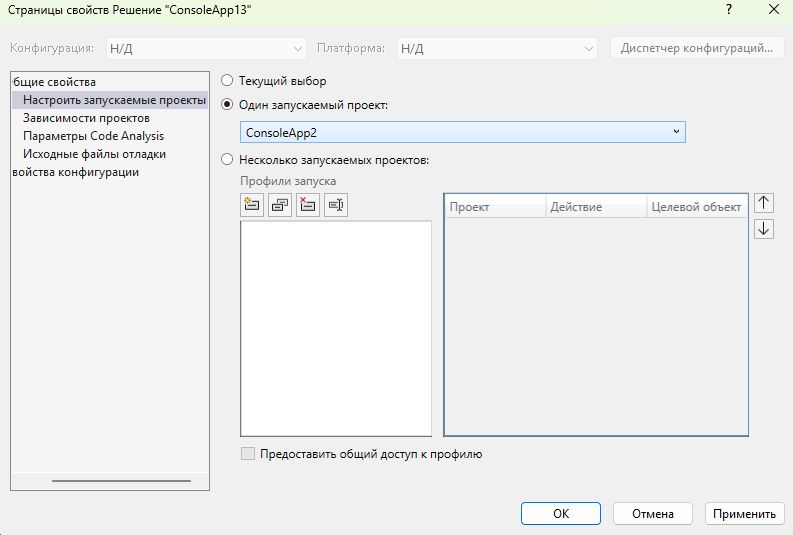 Страницы свойств Решение "ConsoleApp13"
?
Конфигурация: Н/Д Платформа: Н/Д Диспетчер конфигураций...
бщие свойства
Настроить запускаемые проекты
Зависимости проектов
Параметры Code Analysis
Исходные файлы отладки
войства конфигурации
Текущий выбор
Один запускаемый проект:
ConsoleApp2
Несколько запускаемых проектов:
Профили запуска
Проект Действие Целевой объект
Предоставить общий доступ к профилю
ОК Отмена Применить